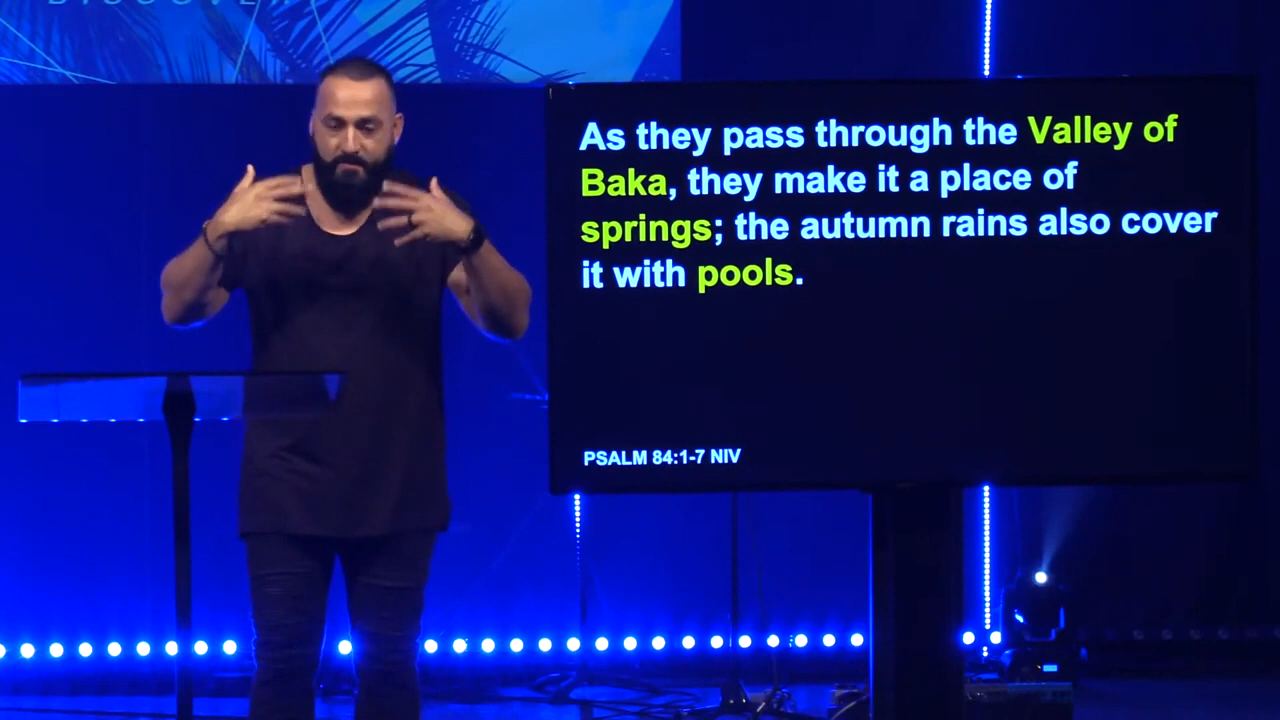 DISCOVER
As they pass through the Valley of
Baka, they make it a place of
springs; the autumn rains also cover
it with pools.
PSALM 84:1-7 NIV